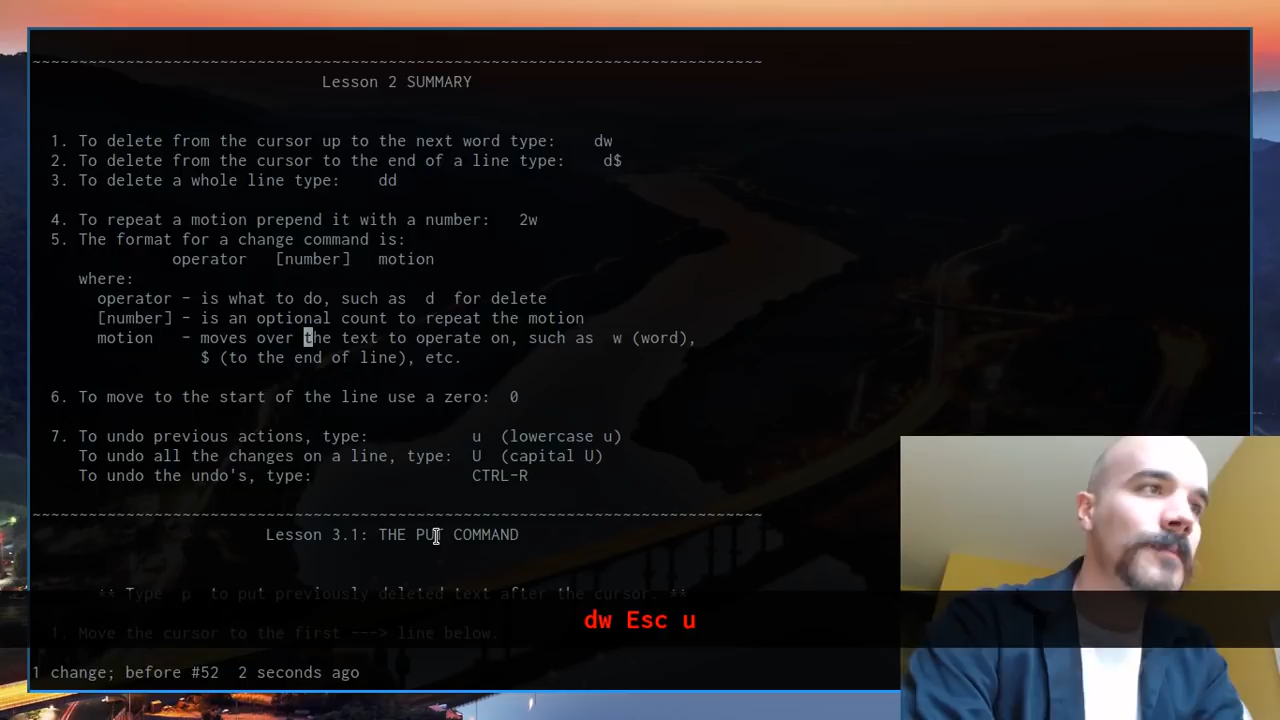 ~~~~~~~~~~~~~~~~~~~~~~~~~~~~~~~~~~~~~~~~~~~~~~~~~~~~~~~~~~~~~~~~~~~~~~~~~~~~~~
Lesson 2 SUMMARY
1. To delete from the cursor up to the next word type:    dw
2. To delete from the cursor to the end of a line type:    d$
3. To delete a whole line type:    dd
4. To repeat a motion prepend it with a number:   2w
5. The format for a change command is:
operator   [number]   motion
where:
operator - is what to do, such as  d  for delete
[number] - is an optional count to repeat the motion
motion   - moves over the text to operate on, such as  w (word),
$ (to the end of line), etc.
6. To move to the start of the line use a zero:  0
7. To undo previous actions, type:           u  (lowercase u)
To undo all the changes on a line, type:  U  (capital U)
To undo the undo's, type:                 CTRL-R
~~~~~~~~~~~~~~~~~~~~~~~~~~~~~~~~~~~~~~~~~~~~~~~~~~~~~~~~~~~~~~~~~~~~~~~~~~~~~~
Lesson 3.1: THE PUT COMMAND
** Type  p  to put previously deleted text after the cursor. **
1. Move the cursor to the first ---> line below.
dw Esc u
1 change; before #52  2 seconds ago